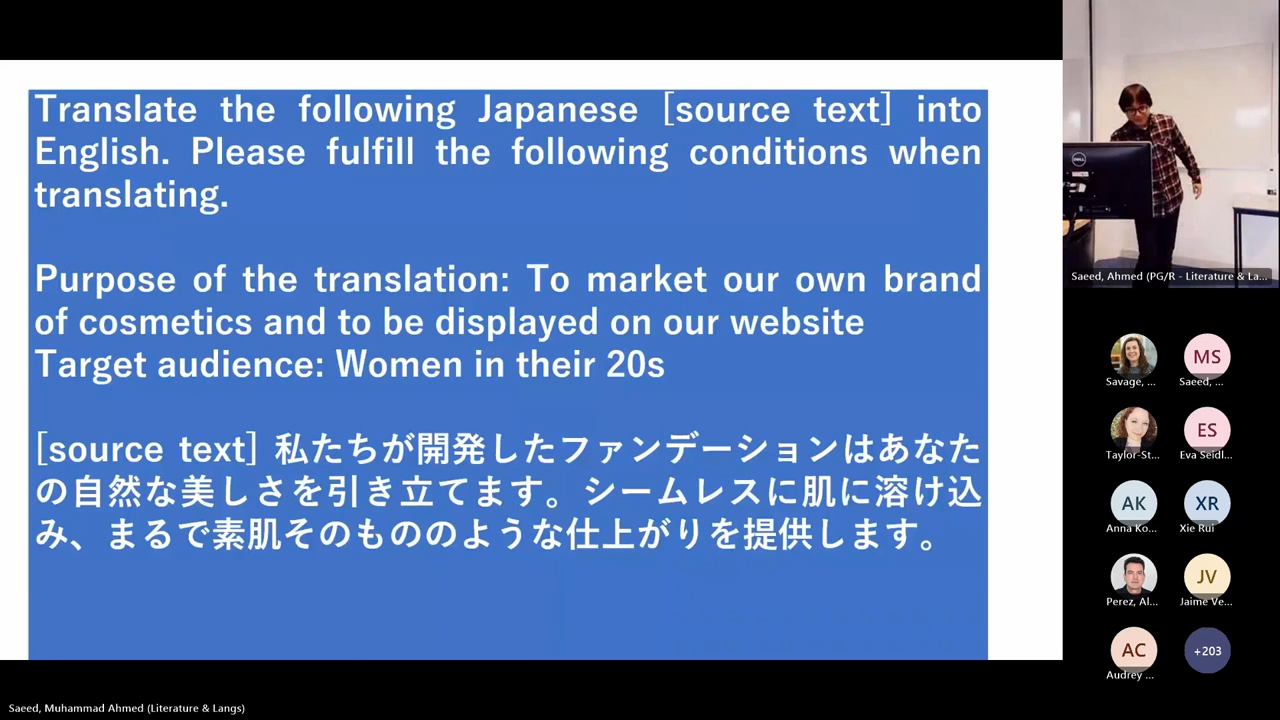 Translate the following Japanese [source text] into
English. Please fulfill the following conditions when
translating.
Purpose of the translation: To market our own brand
of cosmetics and to be displayed on our website
Target audience: Women in their 20s
[source text] 私たちが開発したファンデーションはあなた
の自然な美しさを引き立てます。シームレスに肌に溶け込
み、まるで素肌そのもののような仕上がりを提供します。
DELL
Saeed, Ahmed (PG/R - Literature & La...
MS
Savage, ...
Saeed, ...
ES
Taylor-St...
Eva Seidl...
AK
XR
Anna Ko...
Xie Rui
JV
Perez, Al...
Jaime Ve...
AC
+203
Audrey ...
Saeed, Muhammad Ahmed (Literature & Langs)